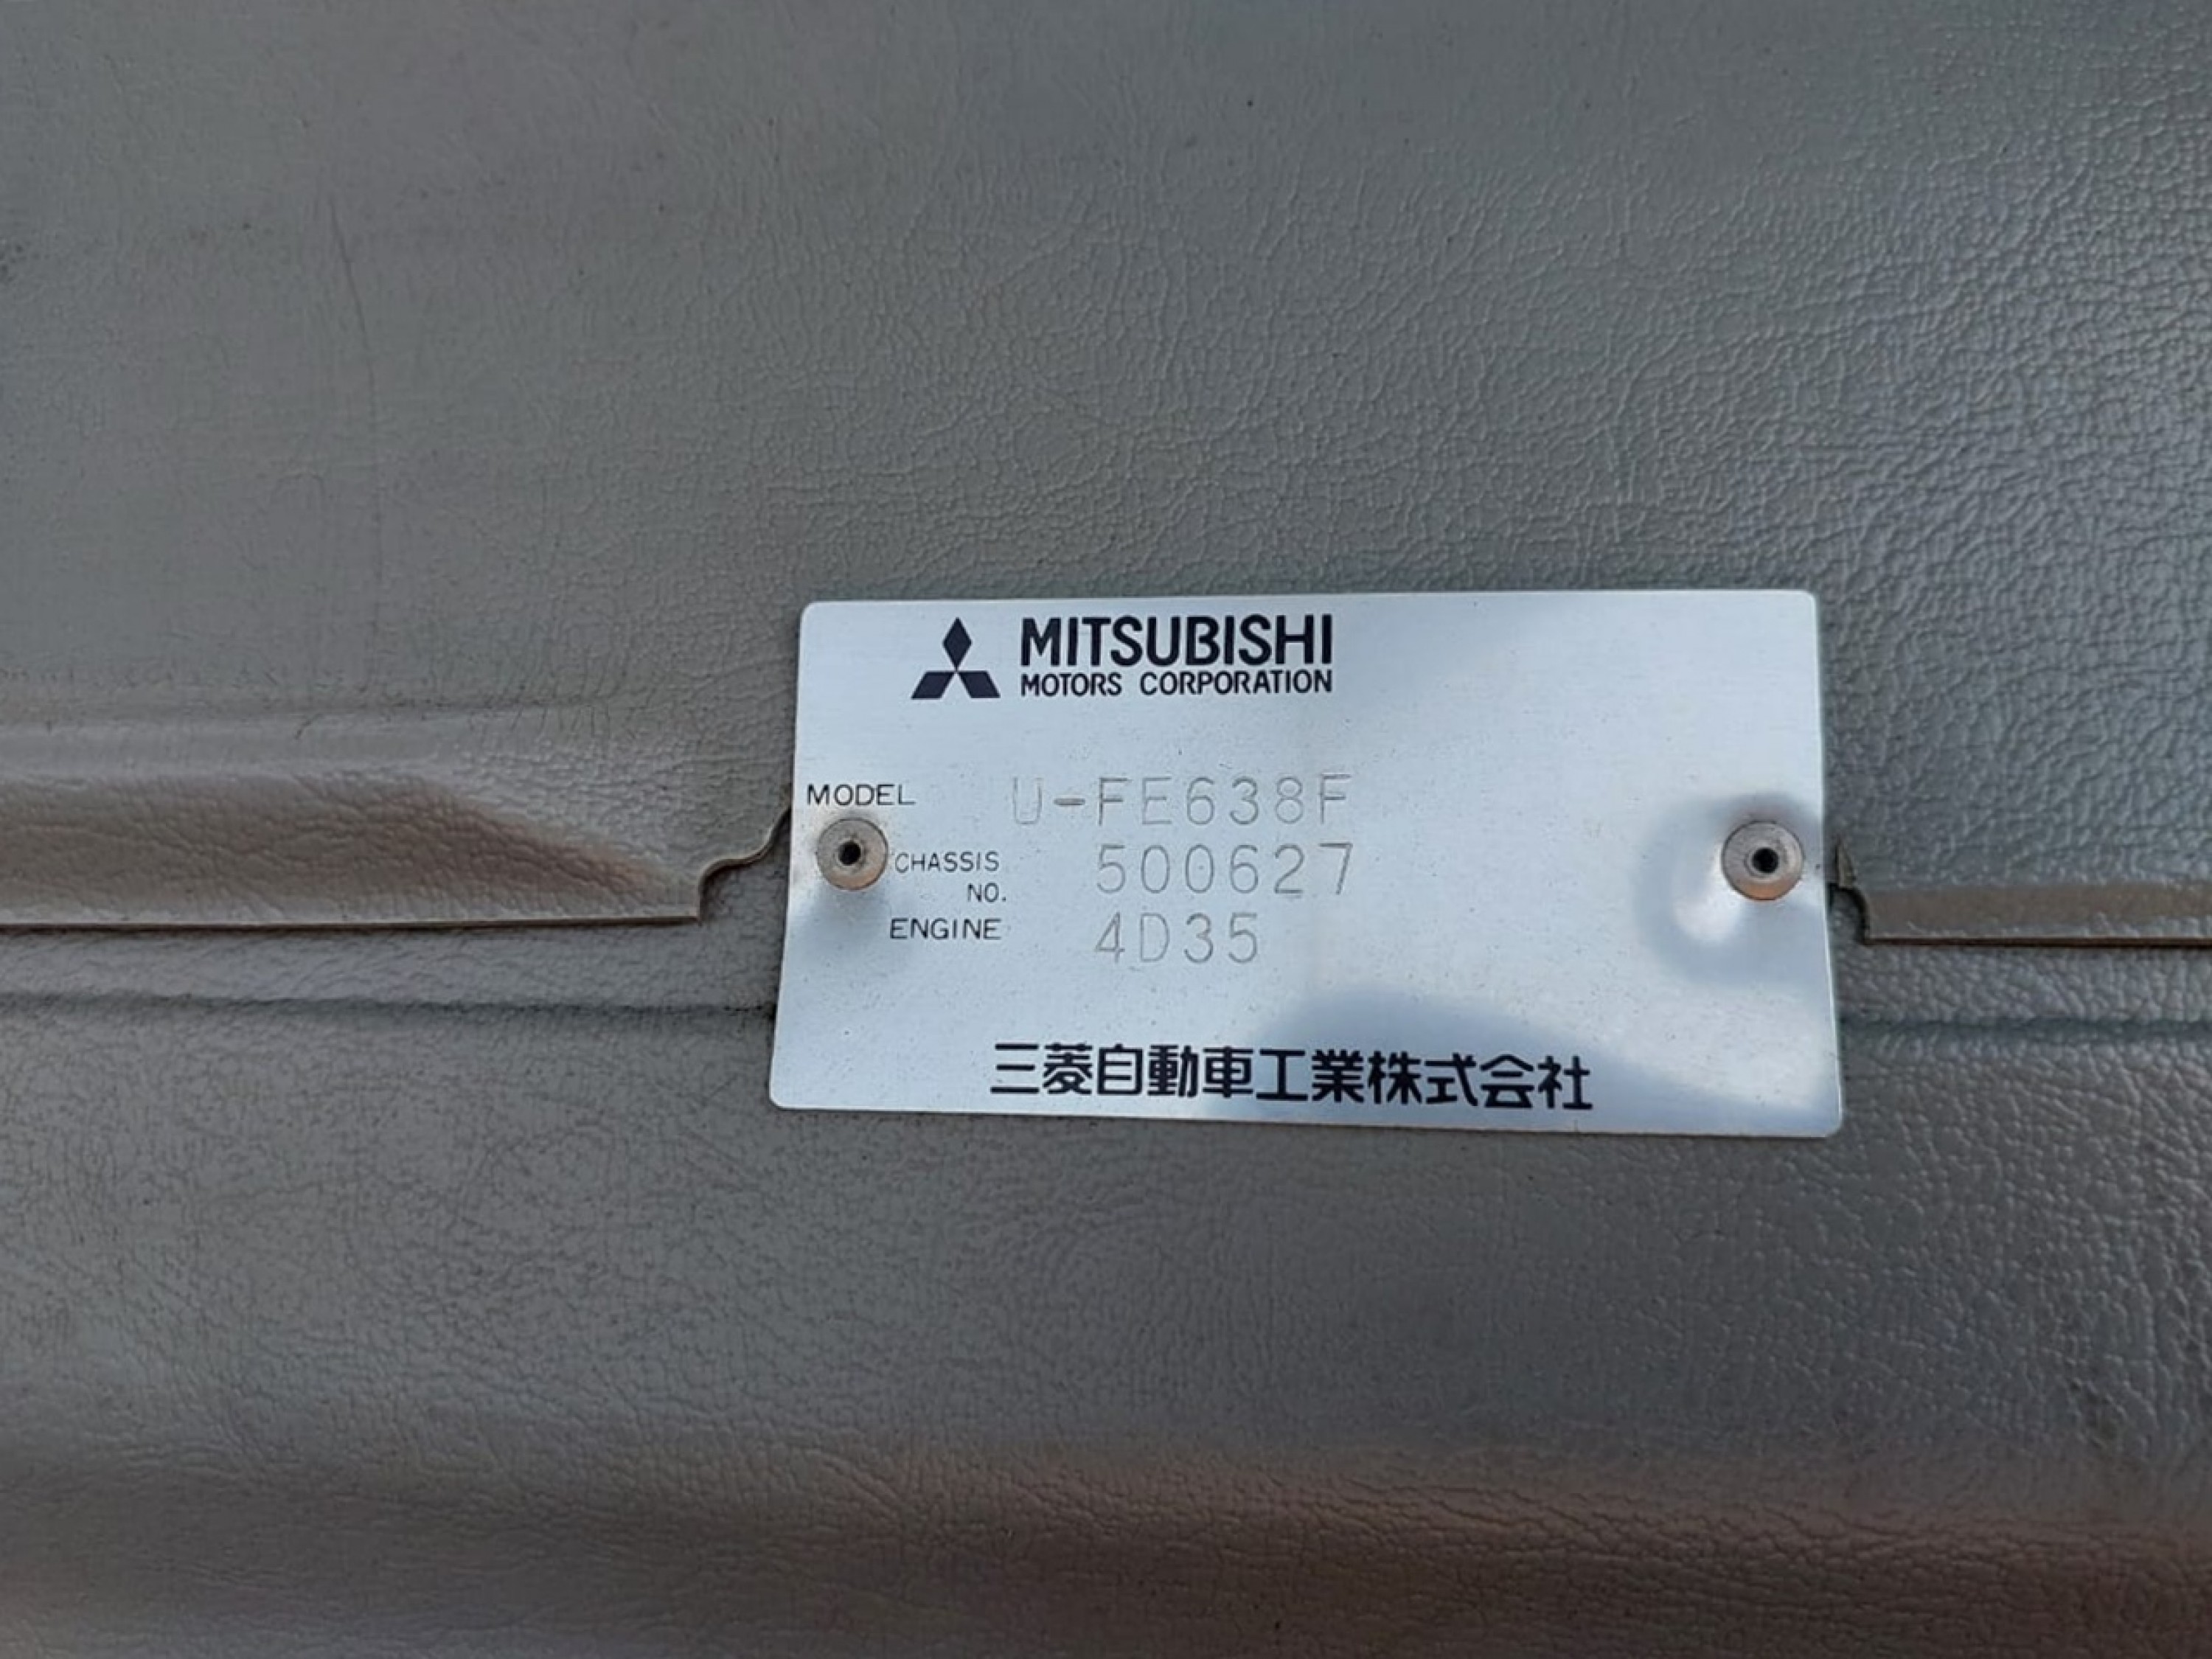 MITSUBISHI
MOTORS CORPORATION
MODEL U-FE638F
CHASSIS NO. 500627
ENGINE 4D35
三菱自動車工業株式会社